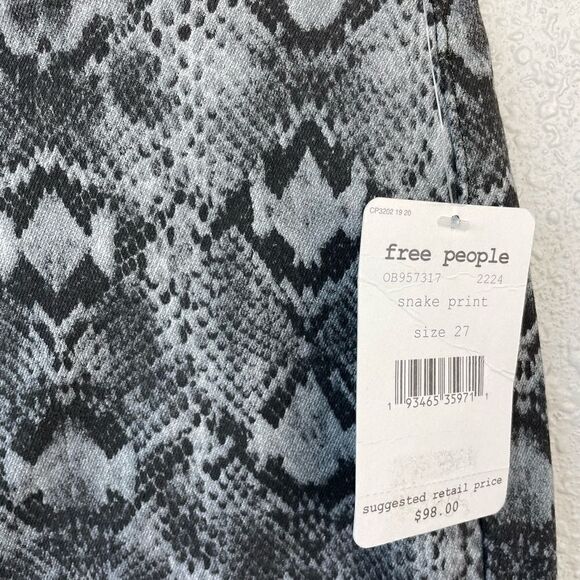 CP3202 19 20
free people
OB957317 2224
snake print
size 27
1 93465 35971 1
suggested retail price
$98.00